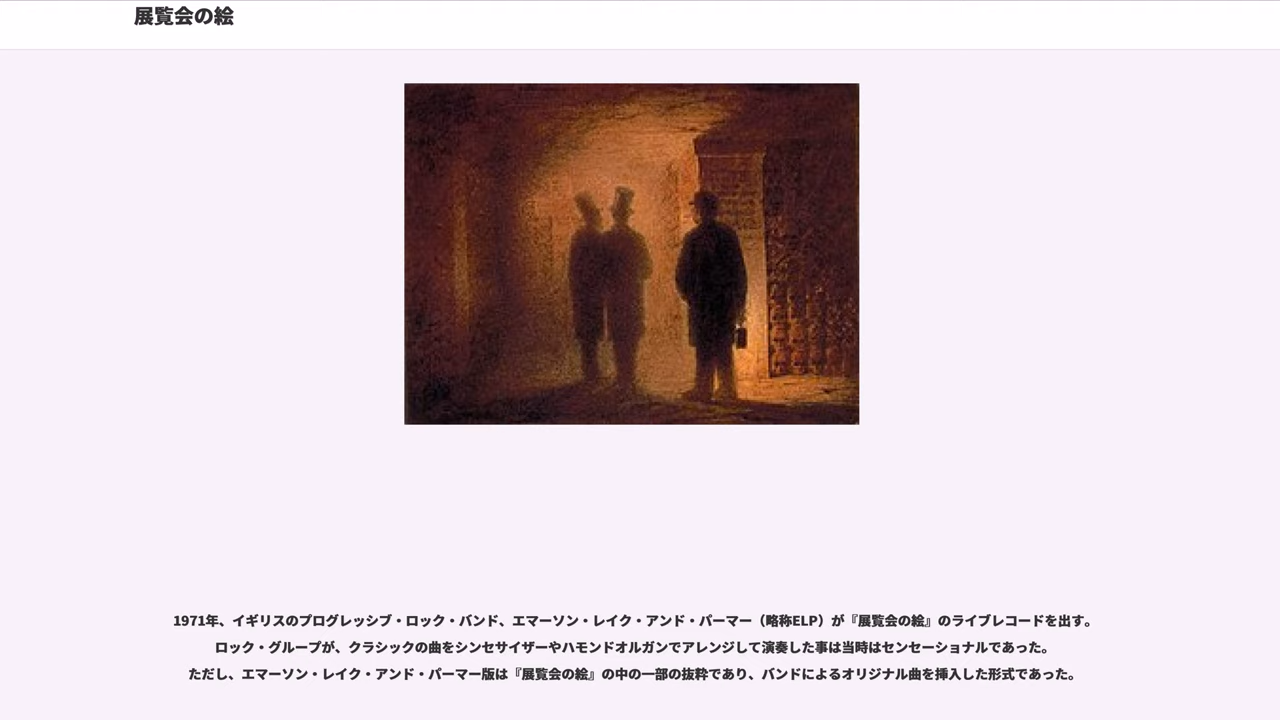 展覧会の絵
1971年、イギリスのプログレッシブ・ロック・バンド、エマーソン・レイク・アンド・パーマー（略称ELP）が『展覧会の絵』のライブレコードを出す。
ロック・グループが、クラシックの曲をシンセサイザーやハモンドオルガンでアレンジして演奏した事は当時はセンセーショナルであった。
ただし、エマーソン・レイク・アンド・パーマー版は『展覧会の絵』の中の一部の抜粋であり、バンドによるオリジナル曲を挿入した形式であった。